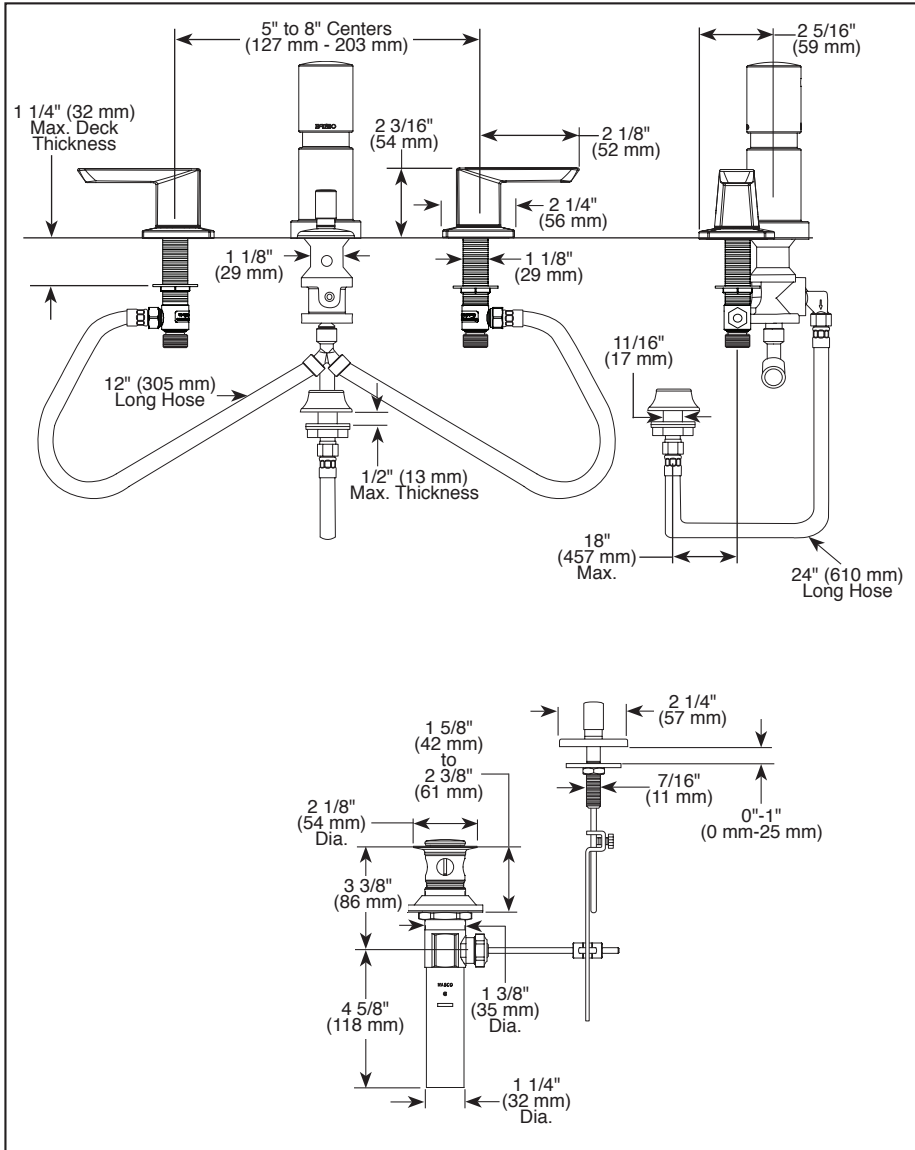 5" to 8" Centers
(127 mm - 203 mm)
2 5/16"
(59 mm)
1 1/4" (32 mm)
Max. Deck
Thickness
2 3/16"
(54 mm)
2 1/8"
(52 mm)
2 1/4"
(56 mm)
1 1/8"
(29 mm)
1 1/8"
(29 mm)
11/16"
(17 mm)
12" (305 mm)
Long Hose
1/2" (13 mm)
Max. Thickness
18"
(457 mm)
Max.
24" (610 mm)
Long Hose
2 1/4"
(57 mm)
1 5/8"
(42 mm)
to
2 3/8"
(61 mm)
7/16"
(11 mm)
2 1/8"
(54 mm)
Dia.
0"-1"
(0 mm-25 mm)
3 3/8"
(86 mm)
1 3/8"
(35 mm)
Dia.
4 5/8"
(118 mm)
1 1/4"
(32 mm)
Dia.